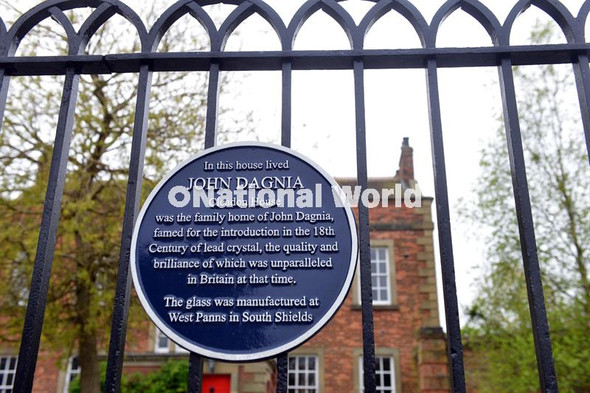 In this house lived
JOHN DAGNIA
Cleadon House
was the family home of John Dagnia,
famed for the introduction in the 18th
Century of lead crystal, the quality and
brilliance of which was unparalleled
in Britain at that time.
The glass was manufactured at
West Panns in South Shields
©National World